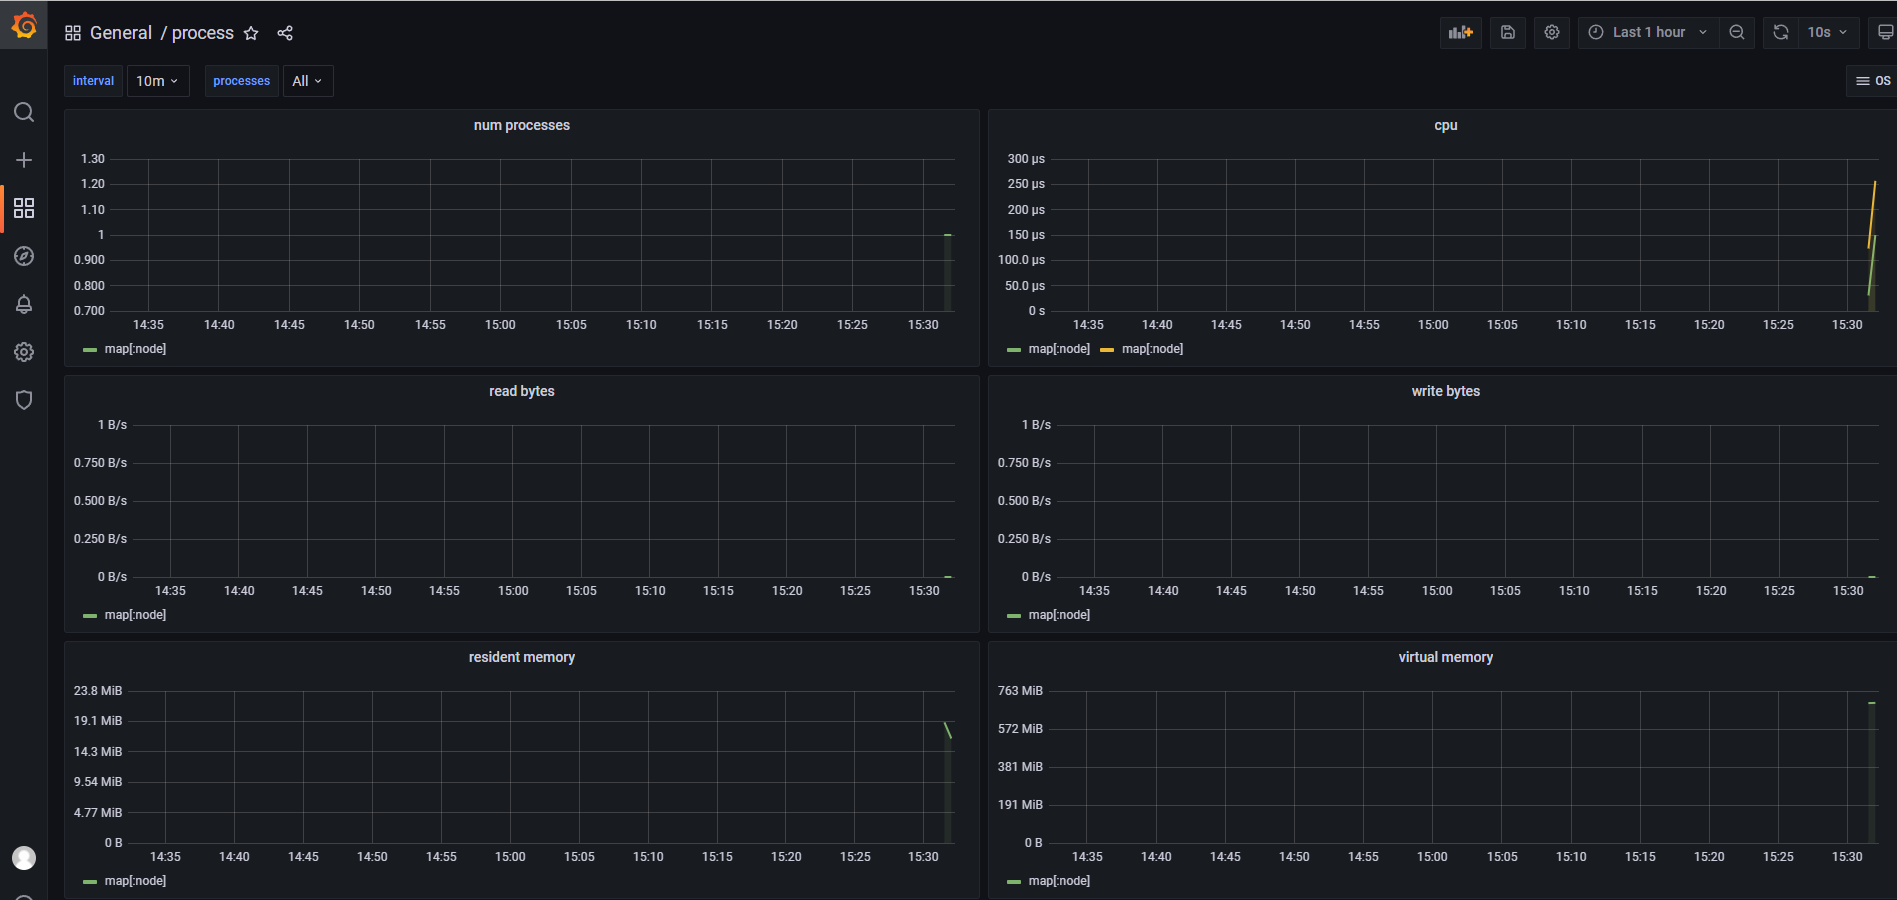 General / process
Last 1 hour
10s
interval 10m processes All
OS
num processes
1.30
1.20
1.10
1
0.900
0.800
0.700
14:35 14:40 14:45 14:50 14:55 15:00 15:05 15:10 15:15 15:20 15:25 15:30
map[:node]
cpu
300 µs
250 µs
200 µs
150 µs
100.0 µs
50.0 µs
0 s
14:35 14:40 14:45 14:50 14:55 15:00 15:05 15:10 15:15 15:20 15:25 15:30
map[:node] map[:node]
read bytes
1 B/s
0.750 B/s
0.500 B/s
0.250 B/s
0 B/s
14:35 14:40 14:45 14:50 14:55 15:00 15:05 15:10 15:15 15:20 15:25 15:30
map[:node]
write bytes
1 B/s
0.750 B/s
0.500 B/s
0.250 B/s
0 B/s
14:35 14:40 14:45 14:50 14:55 15:00 15:05 15:10 15:15 15:20 15:25 15:30
map[:node]
resident memory
23.8 MiB
19.1 MiB
14.3 MiB
9.54 MiB
4.77 MiB
0 B
14:35 14:40 14:45 14:50 14:55 15:00 15:05 15:10 15:15 15:20 15:25 15:30
map[:node]
virtual memory
763 MiB
572 MiB
381 MiB
191 MiB
0 B
14:35 14:40 14:45 14:50 14:55 15:00 15:05 15:10 15:15 15:20 15:25 15:30
map[:node]